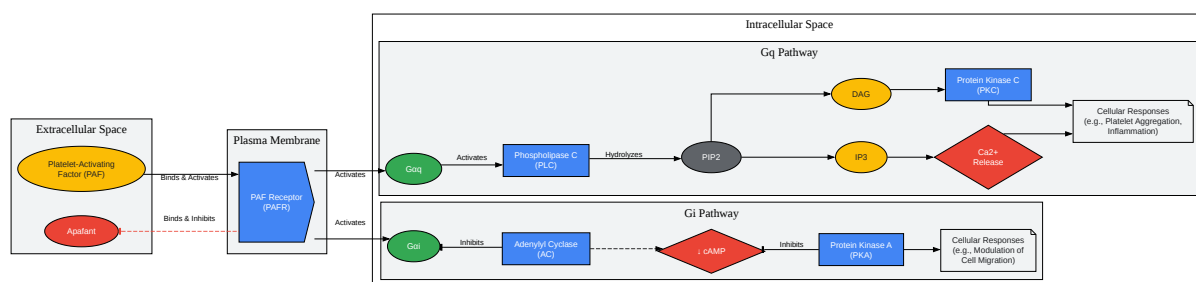 Intracellular Space
Gq Pathway
Extracellular Space
Platelet-Activating
Factor (PAF)
Binds & Activates
Apafant
Binds & Inhibits
Plasma Membrane
PAF Receptor
(PAFR)
Activates
Activates
Gαq
Activates
Phospholipase C
(PLC)
Hydrolyzes
PIP2
DAG
Protein Kinase C
(PKC)
IP3
Ca2+
Release
Cellular Responses
(e.g., Platelet Aggregation,
Inflammation)
Gi Pathway
Gαi
Inhibits
Adenylyl Cyclase
(AC)
↓ cAMP
Inhibits
Protein Kinase A
(PKA)
Cellular Responses
(e.g., Modulation of
Cell Migration)